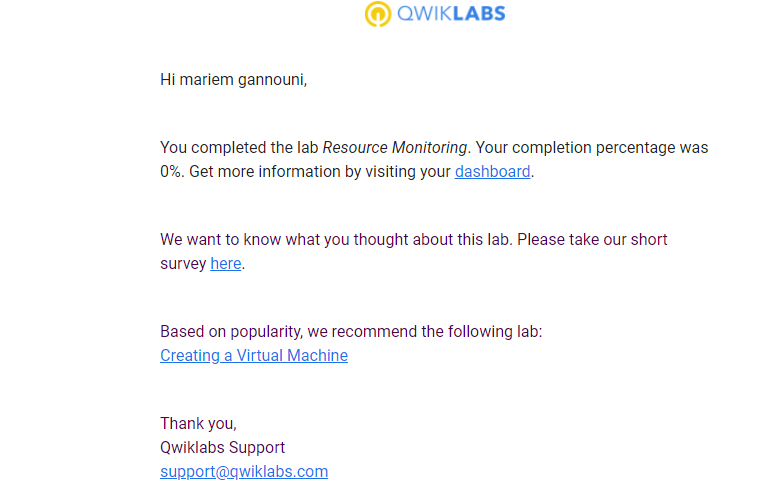 QWIKLABS
Hi mariem gannouni,
You completed the lab Resource Monitoring. Your completion percentage was
0%. Get more information by visiting your dashboard.
We want to know what you thought about this lab. Please take our short
survey here.
Based on popularity, we recommend the following lab:
Creating a Virtual Machine
Thank you,
Qwiklabs Support
support@qwiklabs.com